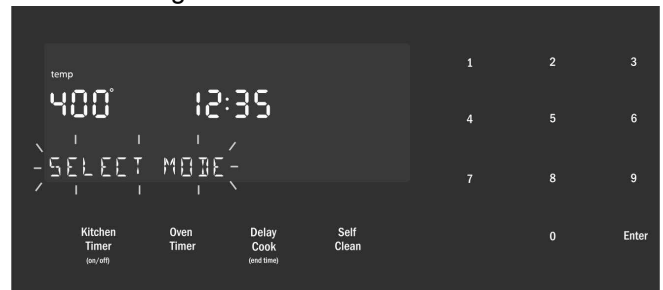 temp
400° 12:35
SELECT MODE
Kitchen Timer (on/off)
Oven Timer
Delay Cook (end time)
Self Clean
1 2 3
4 5 6
7 8 9
0 Enter